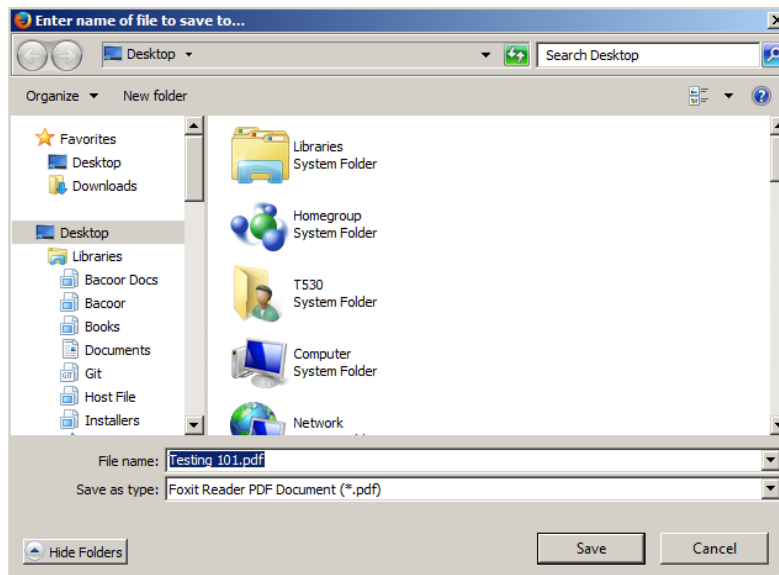 Enter name of file to save to...
Desktop
Search Desktop
Organize
New folder
Favorites
Desktop
Downloads
Desktop
Libraries
Bacoor Docs
Bacoor
Books
Documents
GIT
Git
Host File
Installers
Libraries
System Folder
Homegroup
System Folder
T530
System Folder
Computer
System Folder
Network
File name: Testing 101.pdf
Save as type: Foxit Reader PDF Document (*.pdf)
Hide Folders
Save
Cancel